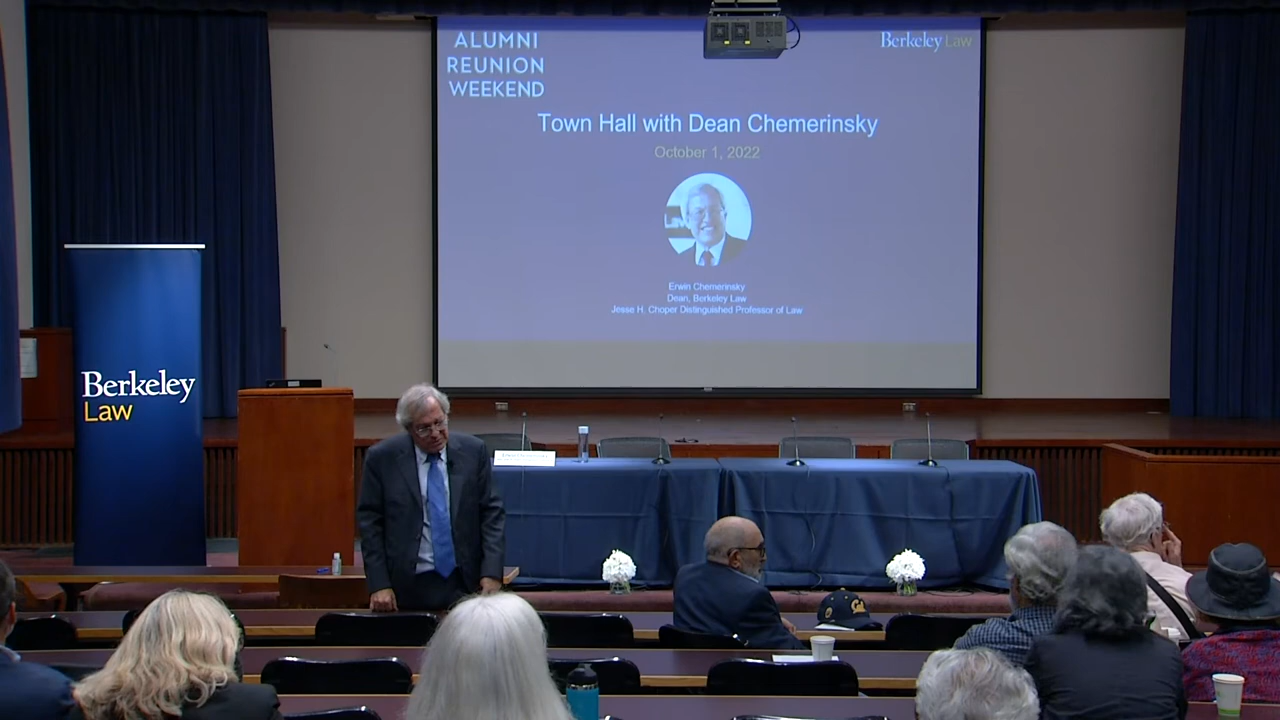 ALUMNI
REUNION
WEEKEND
Berkeley Law
Town Hall with Dean Chemerinsky
October 1, 2022
Erwin Chemerinsky
Dean, Berkeley Law
Jesse H. Choper Distinguished Professor of Law
Berkeley
Law
Cal